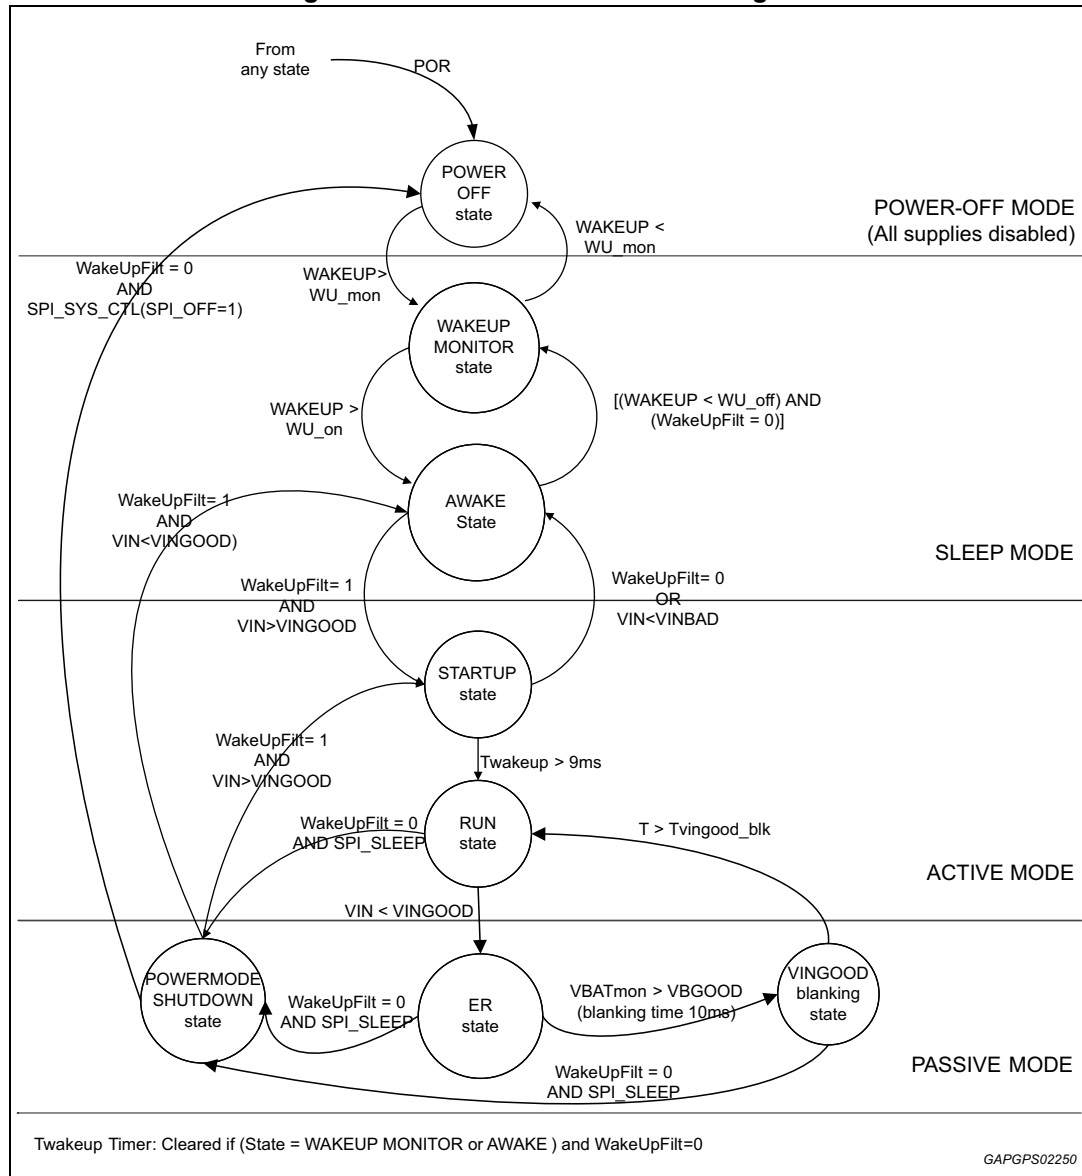 From
any state
POR
POWER
OFF
state
POWER-OFF MODE
(All supplies disabled)
WAKEUP <
WU_mon
WakeUpFilt = 0
AND
SPI_SYS_CTL(SPI_OFF=1)
WAKEUP>
WU_mon
WAKEUP
MONITOR
state
WAKEUP >
WU_on
[(WAKEUP < WU_off) AND
(WakeUpFilt = 0)]
AWAKE
State
WakeUpFilt= 1
AND
VIN<VINGOOD)
SLEEP MODE
WakeUpFilt= 1
AND
VIN>VINGOOD
WakeUpFilt= 0
OR
VIN<VINBAD
STARTUP
state
WakeUpFilt= 1
AND
VIN>VINGOOD
Twakeup > 9ms
RUN
state
WakeUpFilt = 0
AND SPI_SLEEP
T > Tvingood_blk
ACTIVE MODE
VIN < VINGOOD
POWERMODE
SHUTDOWN
state
WakeUpFilt = 0
AND SPI_SLEEP
ER
state
VBATmon > VBGOOD
(blanking time 10ms)
VINGOOD
blanking
state
WakeUpFilt = 0
AND SPI_SLEEP
PASSIVE MODE
Twakeup Timer: Cleared if (State = WAKEUP MONITOR or AWAKE ) and WakeUpFilt=0
GAPGPS02250